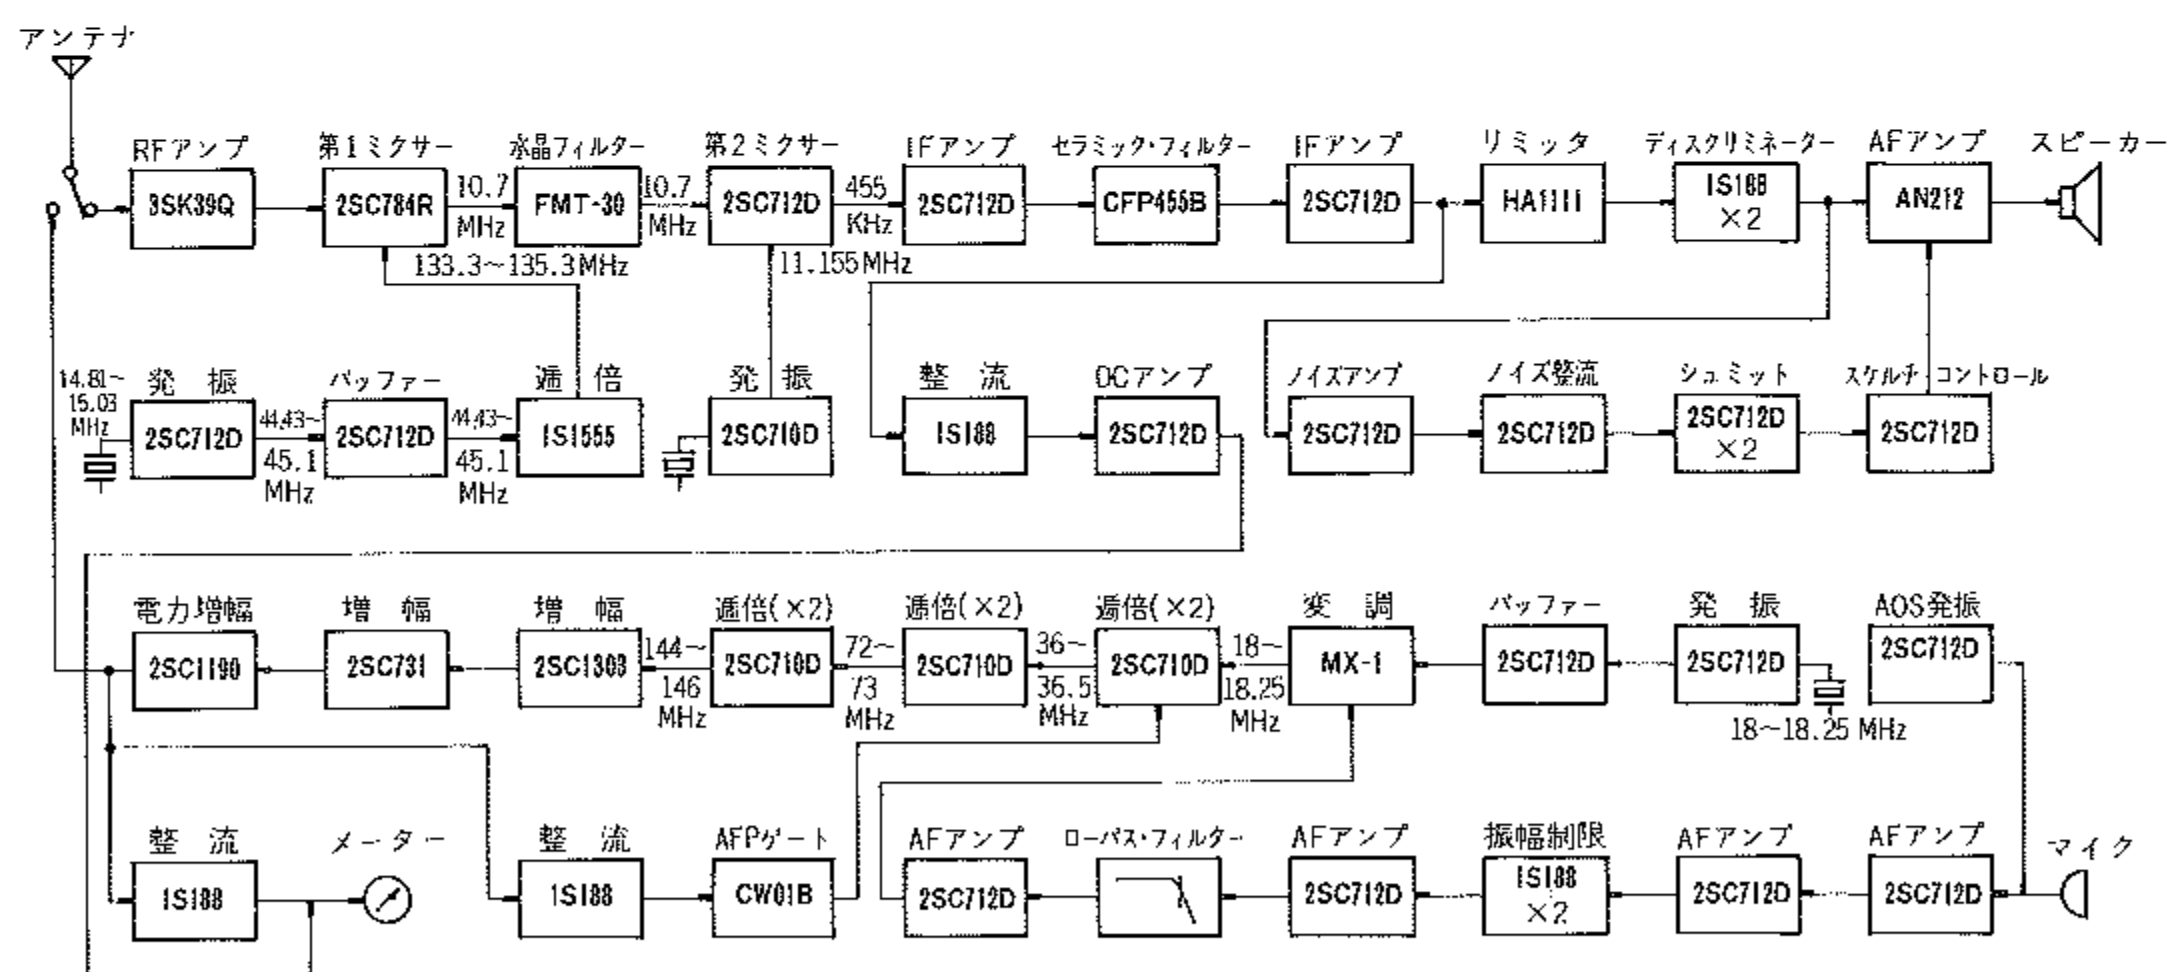 アンテナ
RFアンプ
3SK39Q
第1ミクサー
2SC784R
10.7
MHz
水晶フィルター
FMT-30
10.7
MHz
第2ミクサー
2SC712D
455
KHz
IFアンプ
2SC712D
セラミック・フィルター
CFP455B
IFアンプ
2SC712D
リミッタ
HA1111
ディスクリミネーター
1S188
×2
AFアンプ
AN212
スピーカー
133.3~135.3MHz
11.155MHz
14.81~
15.03
MHz
発振
2SC712D
44.43~
45.1
MHz
バッファー
2SC712D
44.43~
45.1
MHz
逓倍
1S1555
発振
2SC710D
整流
1S188
DCアンプ
2SC712D
ノイズアンプ
2SC712D
ノイズ整流
2SC712D
シュミット
2SC712D
×2
スケルチ コントロール
2SC712D
電力増幅
2SC1190
増幅
2SC731
増幅
2SC1303
144~
146
MHz
逓倍(×2)
2SC710D
72~
73
MHz
逓倍(×2)
2SC710D
36~
36.5
MHz
逓倍(×2)
2SC710D
18~
18.25
MHz
変調
MX-1
バッファー
2SC712D
発振
2SC712D
18~18.25 MHz
AOS発振
2SC712D
整流
1S188
メーター
整流
1S188
AFPゲート
CW01B
AFアンプ
2SC712D
ローパス・フィルター
AFアンプ
2SC712D
振幅制限
1S188
×2
AFアンプ
2SC712D
AFアンプ
2SC712D
マイク